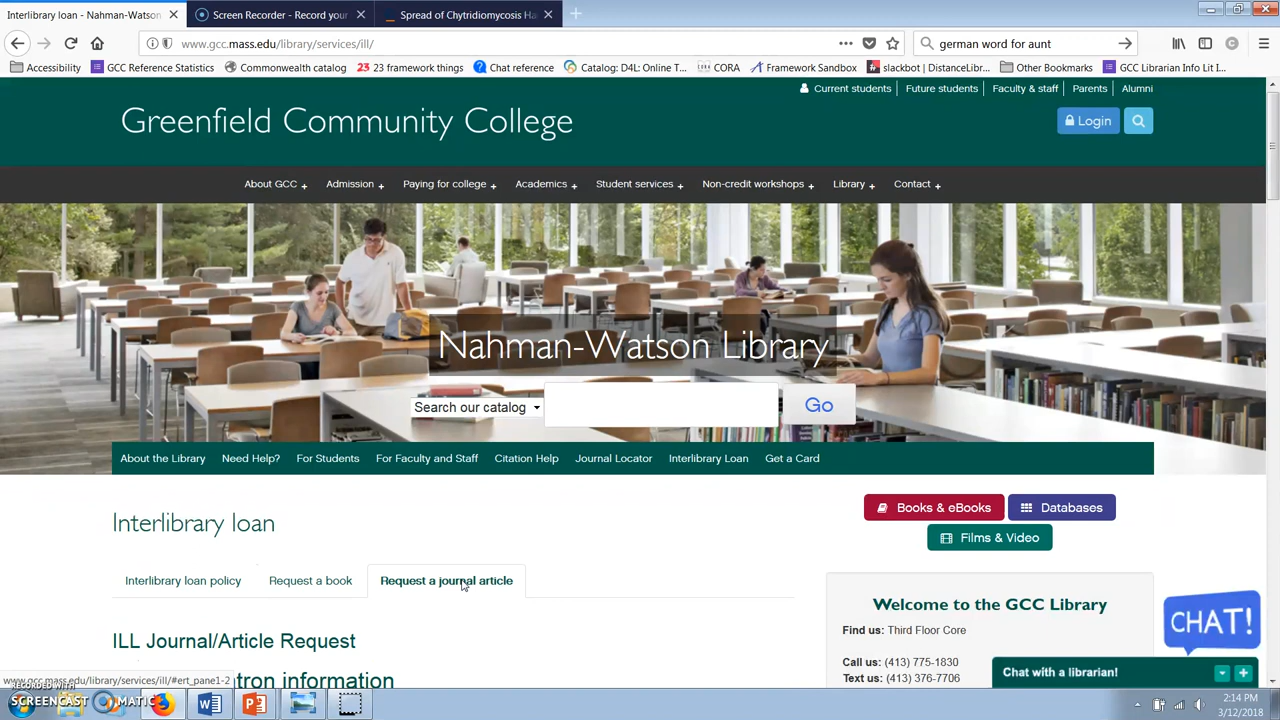 Interlibrary loan - Nahman-Watson
Screen Recorder - Record your
Spread of Chytridiomycosis Ha
www.gcc.mass.edu/library/services/ill/
german word for aunt
Accessibility
GCC Reference Statistics
Commonwealth catalog
23 23 framework things
Chat reference
Catalog: D4L: Online T...
CORA
Framework Sandbox
slackbot | DistanceLibr...
Other Bookmarks
GCC Librarian Info Lit I...
Current students
Future students
Faculty & staff
Parents
Alumni
Greenfield Community College
Login
About GCC +
Admission +
Paying for college +
Academics +
Student services +
Non-credit workshops +
Library +
Contact +
Nahman-Watson Library
Search our catalog
Go
About the Library
Need Help?
For Students
For Faculty and Staff
Citation Help
Journal Locator
Interlibrary Loan
Get a Card
Interlibrary loan
Books & eBooks
Databases
Films & Video
Interlibrary loan policy
Request a book
Request a journal article
Welcome to the GCC Library
Find us: Third Floor Core
Call us: (413) 775-1830
Text us: (413) 376-7706
CHAT!
Chat with a librarian!
ILL Journal/Article Request
tron information
www.gcc.mass.edu/library/services/ill/#ert_pane1-2
RECORDED WITH
SCREENCAST MATIC
2:14 PM
3/12/2018